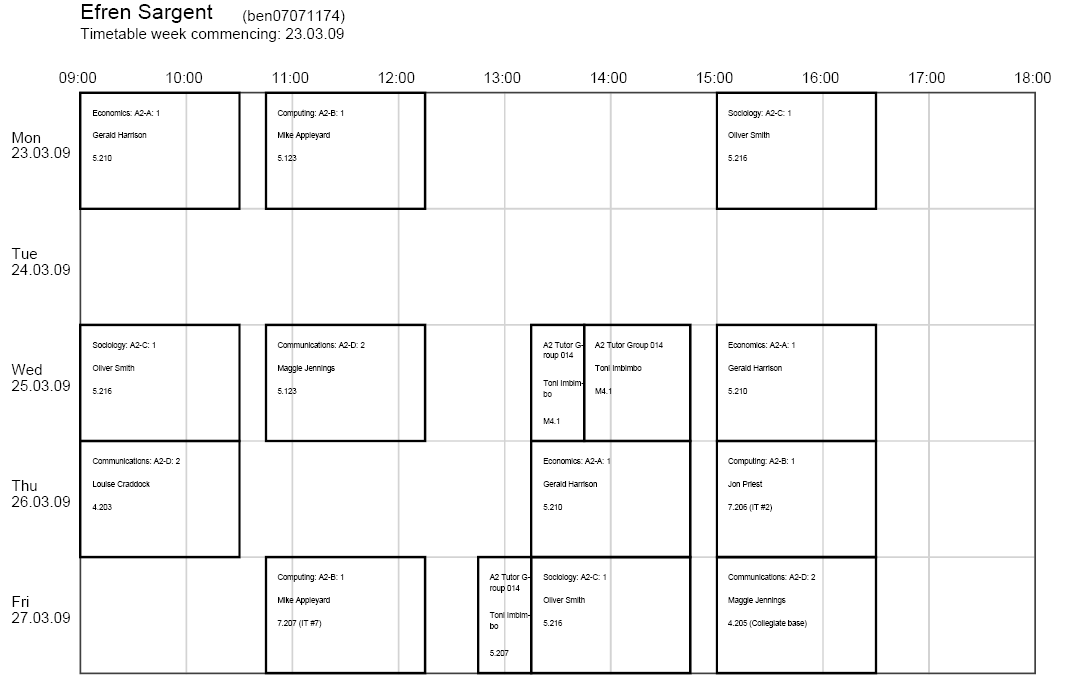 Efren Sargent (ben07071174)
Timetable week commencing: 23.03.09
09:00 10:00 11:00 12:00 13:00 14:00 15:00 16:00 17:00 18:00
Mon
23.03.09
Economics: A2-A: 1
Gerald Harrison
5.210
Computing: A2-B: 1
Mike Appleyard
5.123
Sociology: A2-C: 1
Oliver Smith
5.216
Tue
24.03.09
Wed
25.03.09
Sociology: A2-C: 1
Oliver Smith
5.216
Communications: A2-D: 2
Maggie Jennings
5.123
A2 Tutor G-
roup 014
Toni Imbim-
bo
M4.1
A2 Tutor Group 014
Toni Imbimbo
M4.1
Economics: A2-A: 1
Gerald Harrison
5.210
Thu
26.03.09
Communications: A2-D: 2
Louise Craddock
4.203
Economics: A2-A: 1
Gerald Harrison
5.210
Computing: A2-B: 1
Jon Priest
7.206 (IT #2)
Fri
27.03.09
Computing: A2-B: 1
Mike Appleyard
7.207 (IT #7)
A2 Tutor G-
roup 014
Toni Imbim-
bo
5.207
Sociology: A2-C: 1
Oliver Smith
5.216
Communications: A2-D: 2
Maggie Jennings
4.205 (Collegiate base)